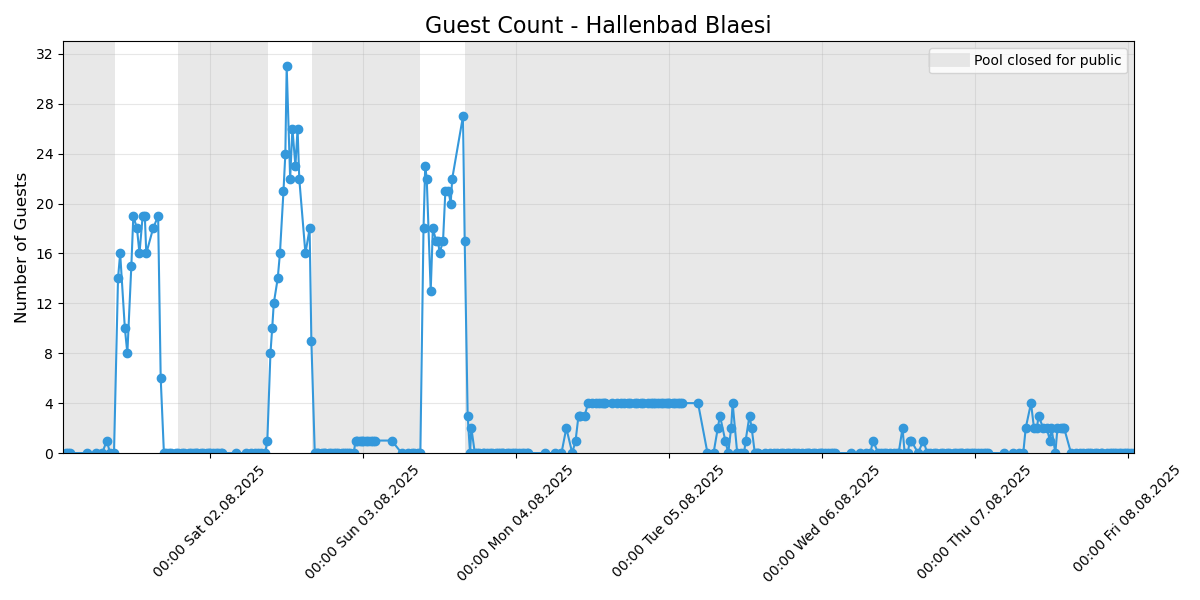 Guest Count - Hallenbad Blaesi
Pool closed for public
Number of Guests
32
28
24
20
16
12
8
4
0
00:00 Sat 02.08.2025
00:00 Sun 03.08.2025
00:00 Mon 04.08.2025
00:00 Tue 05.08.2025
00:00 Wed 06.08.2025
00:00 Thu 07.08.2025
00:00 Fri 08.08.2025